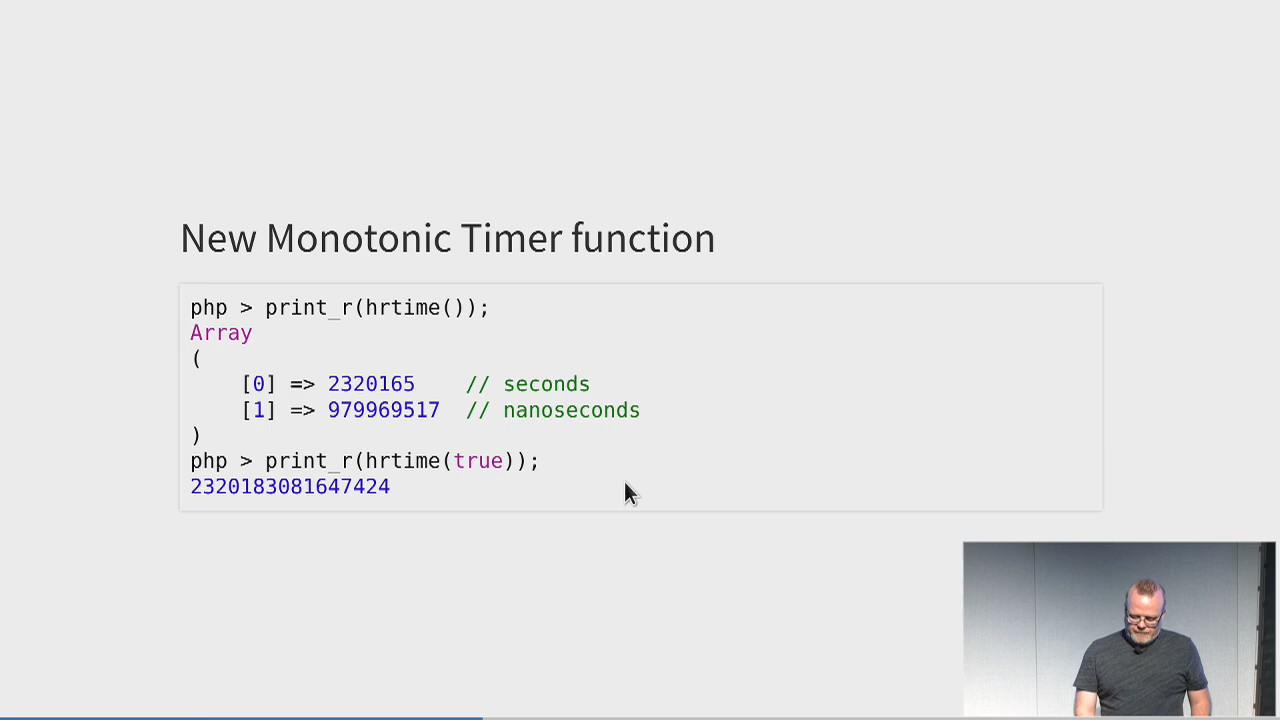 New Monotonic Timer function
php > print_r(hrtime());
Array
(
    [0] => 2320165    // seconds
    [1] => 979969517  // nanoseconds
)
php > print_r(hrtime(true));
2320183081647424